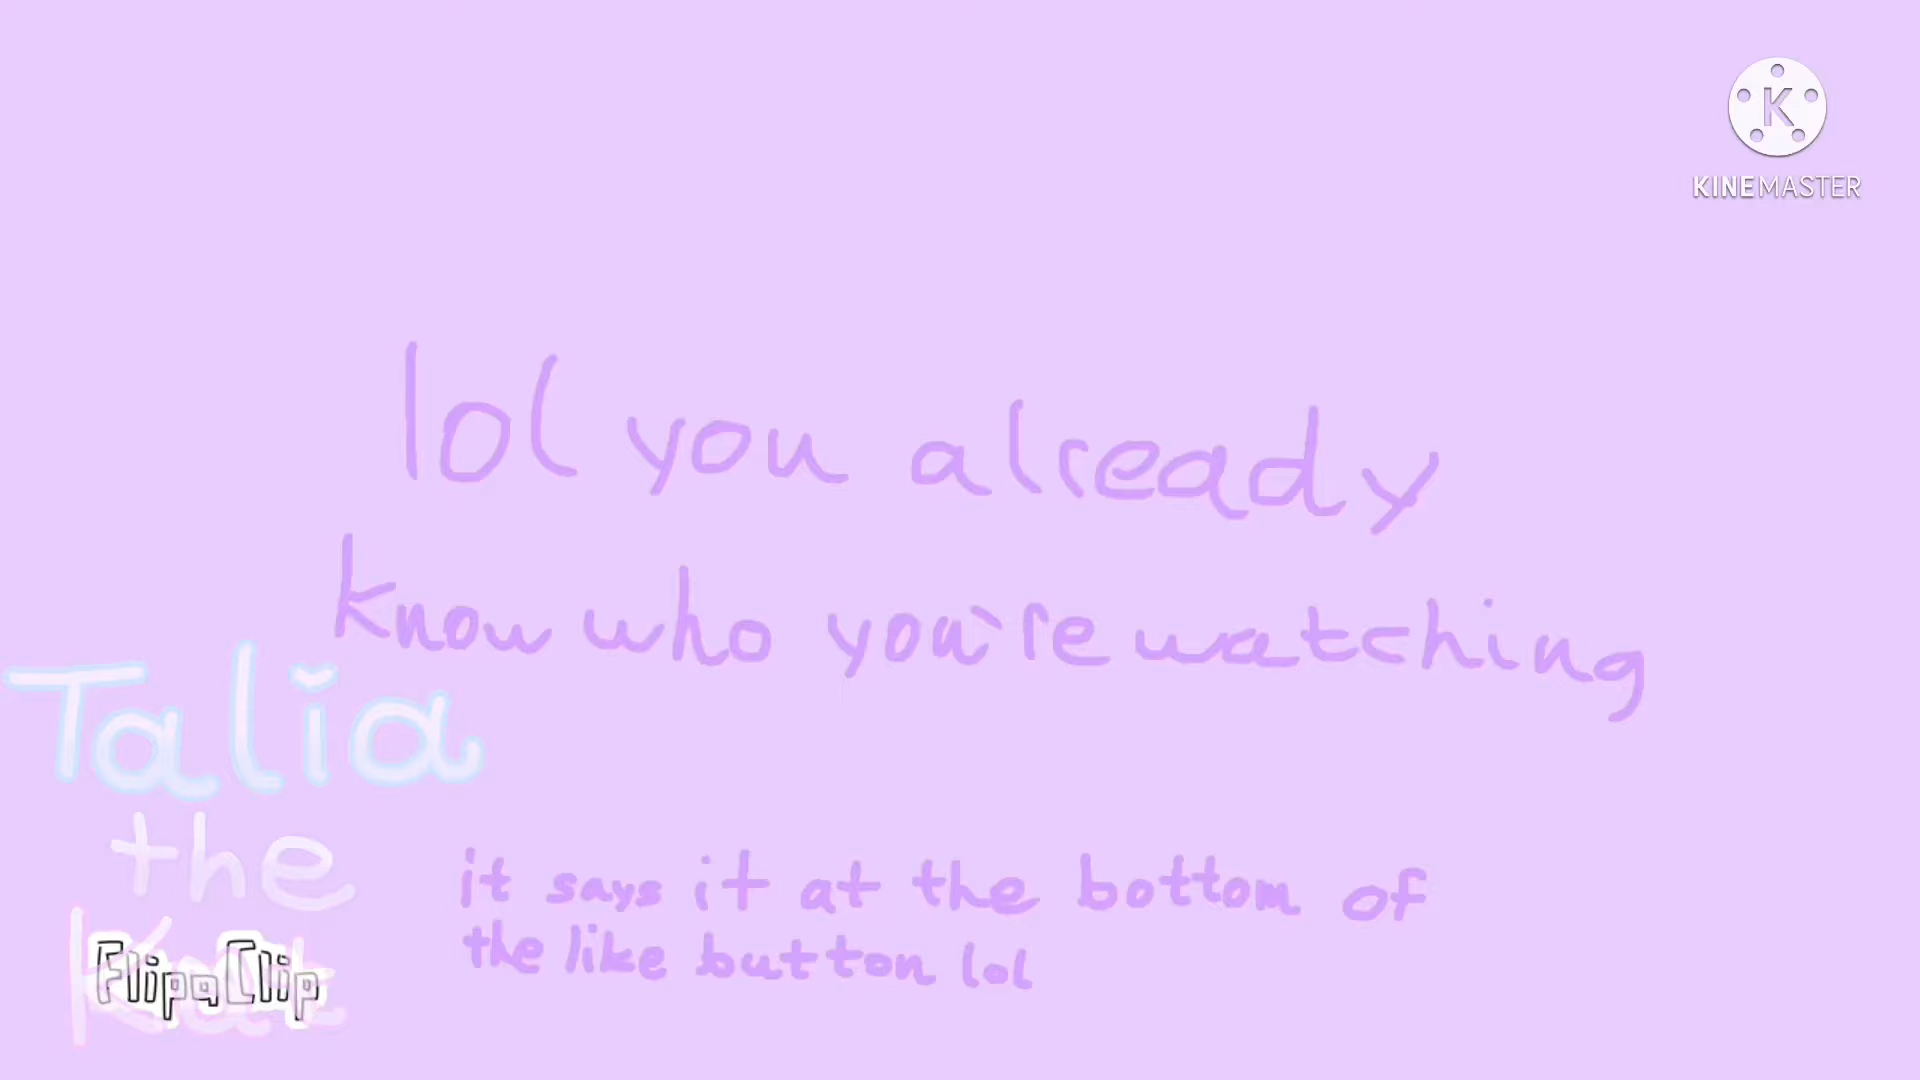 KINEMASTER
lol you already
know who you're watching
Talia
the
Kat
FlipaClip
it says it at the bottom of
the like button lol